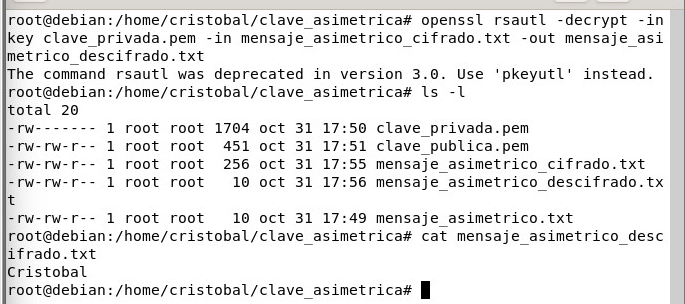 root@debian:/home/cristobal/clave_asimetrica# openssl rsautl -decrypt -in
key clave_privada.pem -in mensaje_asimetrico_cifrado.txt -out mensaje_asi
metrico_descifrado.txt
The command rsautl was deprecated in version 3.0. Use 'pkeyutl' instead.
root@debian:/home/cristobal/clave_asimetrica# ls -l
total 20
-rw------- 1 root root 1704 oct 31 17:50 clave_privada.pem
-rw-rw-r-- 1 root root  451 oct 31 17:51 clave_publica.pem
-rw-rw-r-- 1 root root  256 oct 31 17:55 mensaje_asimetrico_cifrado.txt
-rw-rw-r-- 1 root root   10 oct 31 17:56 mensaje_asimetrico_descifrado.tx
t
-rw-rw-r-- 1 root root   10 oct 31 17:49 mensaje_asimetrico.txt
root@debian:/home/cristobal/clave_asimetrica# cat mensaje_asimetrico_desc
ifrado.txt
Cristobal
root@debian:/home/cristobal/clave_asimetrica#